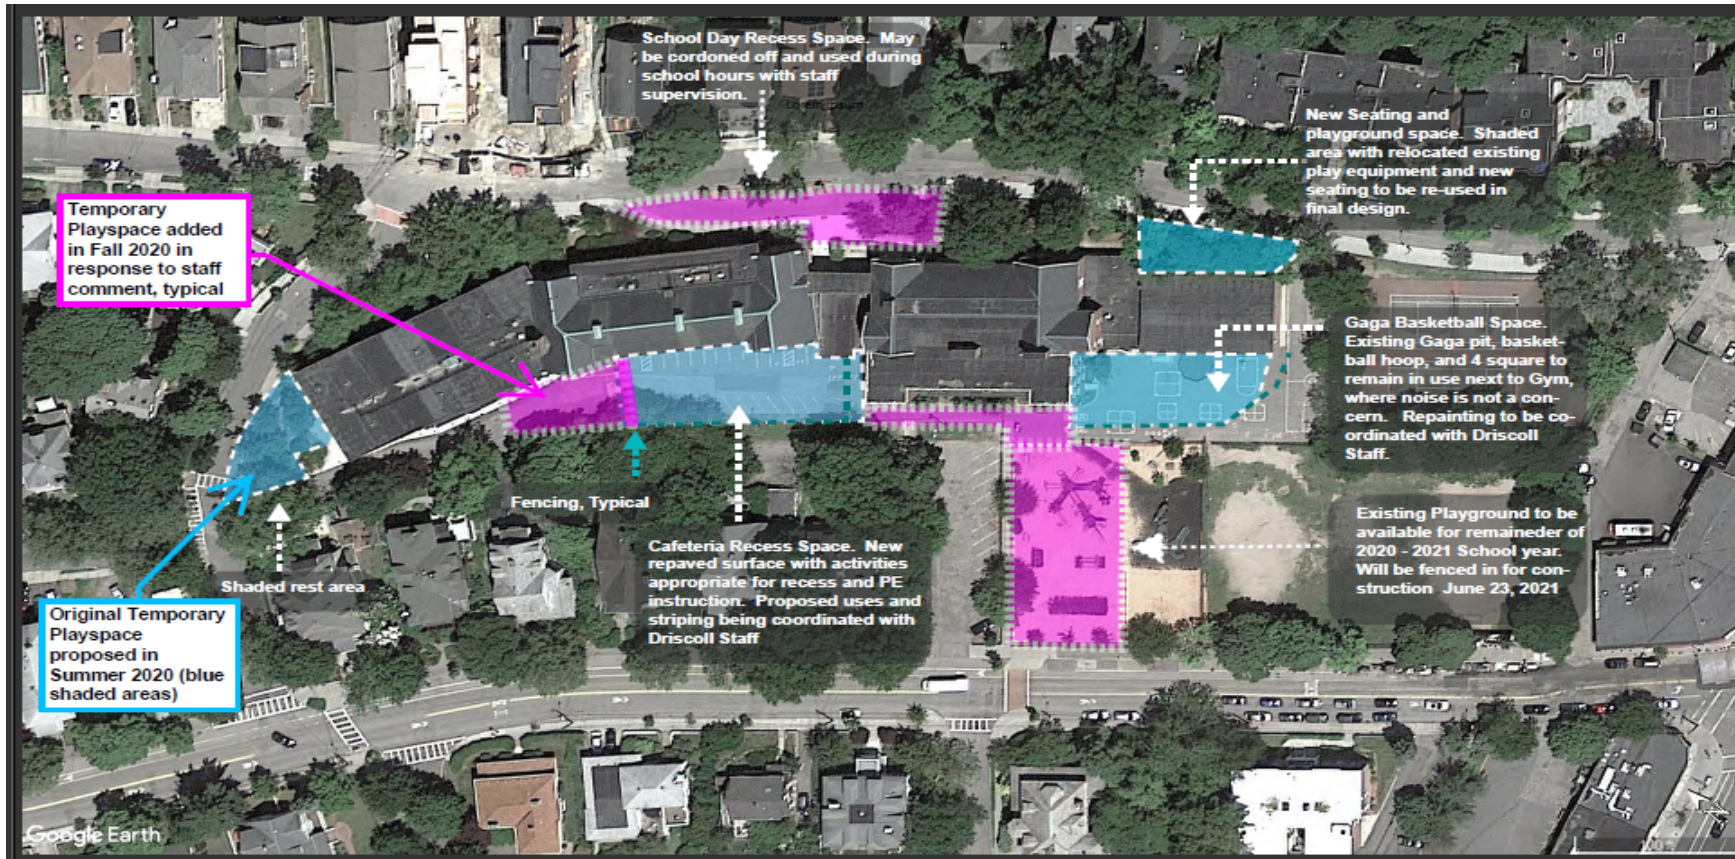 School Day Recess Space.  May
be cordoned off and used during
school hours with staff
supervision.
Lorem ipsum
New Seating and
playground space.  Shaded
area with relocated existing
play equipment and new
seating to be re-used in
final design.
Temporary
Playspace added
in Fall 2020 in
response to staff
comment, typical
Gaga Basketball Space.
Existing Gaga pit, basket-
ball hoop, and 4 square to
remain in use next to Gym,
where noise is not a con-
cern.  Repainting to be co-
ordinated with Driscoll
Staff.
Fencing, Typical
Existing Playground to be
available for remaineder of
2020 - 2021 School year.
Will be fenced in for con-
struction  June 23, 2021
Cafeteria Recess Space.  New
repaved surface with activities
appropriate for recess and PE
instruction.  Proposed uses and
striping being coordinated with
Driscoll Staff
Shaded rest area
Original Temporary
Playspace
proposed in
Summer 2020 (blue
shaded areas)
Google Earth
100 ft